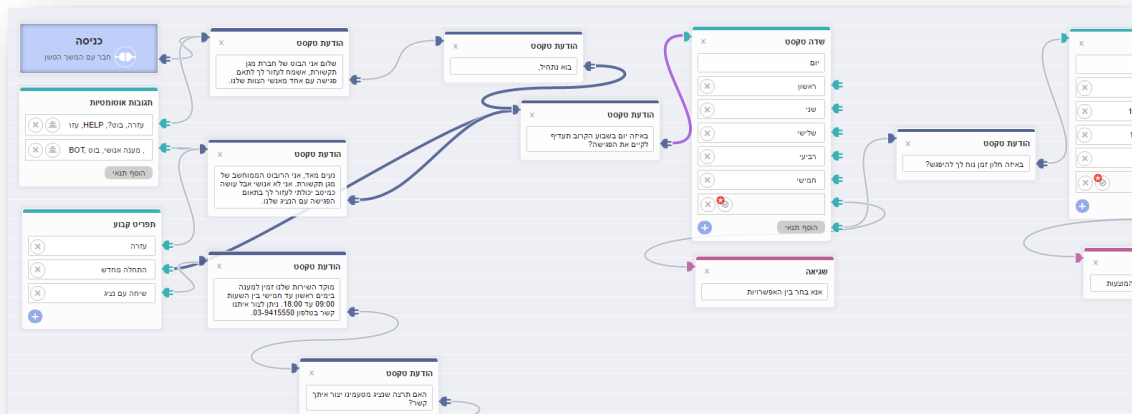 כניסה
חבר עם המשך הסשן
תגובות אוטומטיות
עזרה, בוט?, HELP, עזר
, מענה אנושי, בוט ,BOT
הוסף תנאי
תפריט קבוע
עזרה
התחלה מחדש
שיחה עם נציג
הודעת טקסט
שלום אני הבוט של חברת מגן
תקשורת, אשמח לעזור לך לתאם
פגישה עם אחד מאנשי הצוות שלנו.
הודעת טקסט
נעים מאד, אני הרובוט הממוחשב של
מגן תקשורת. אני לא אנושי אבל עושה
כמיטב יכולתי לעזור לך בתאום
הפגישה עם הנציג שלנו.
הודעת טקסט
מוקד השירות שלנו זמין למענה
בימים ראשון עד חמישי בין השעות
09:00 עד 18:00. ניתן לצור איתנו
קשר בטלפון 03-9415550.
הודעת טקסט
האם תרצה שנציג מטעמינו יצור איתך
קשר?
הודעת טקסט
בוא נתחיל,
הודעת טקסט
באיזה יום בשבוע הקרוב תעדיף
לקיים את הפגישה?
שדה טקסט
יום
ראשון
שני
שלישי
רביעי
חמישי
הוסף תנאי
שגיאה
אנא בחר בין האפשרויות
הודעת טקסט
באיזה חלון זמן נוח לך להיפגש?
המוצעות